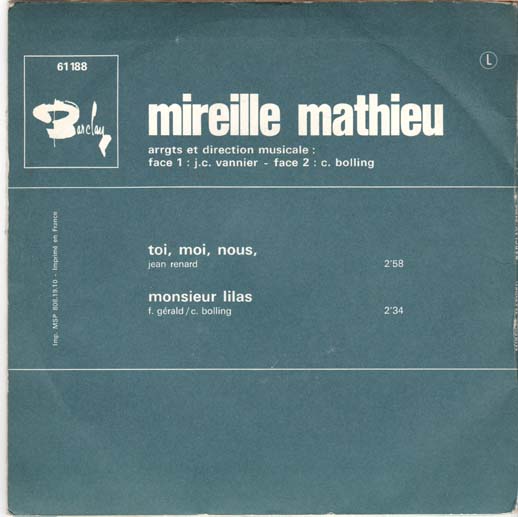 61188
L
Barclay
mireille mathieu
arrgts et direction musicale :
face 1 : j.c. vannier - face 2 : c. bolling
toi, moi, nous,
jean renard 2'58
monsieur lilas
f. gérald/c. bolling 2'34
Imp. MSP 808.19.10 - Imprimé en France